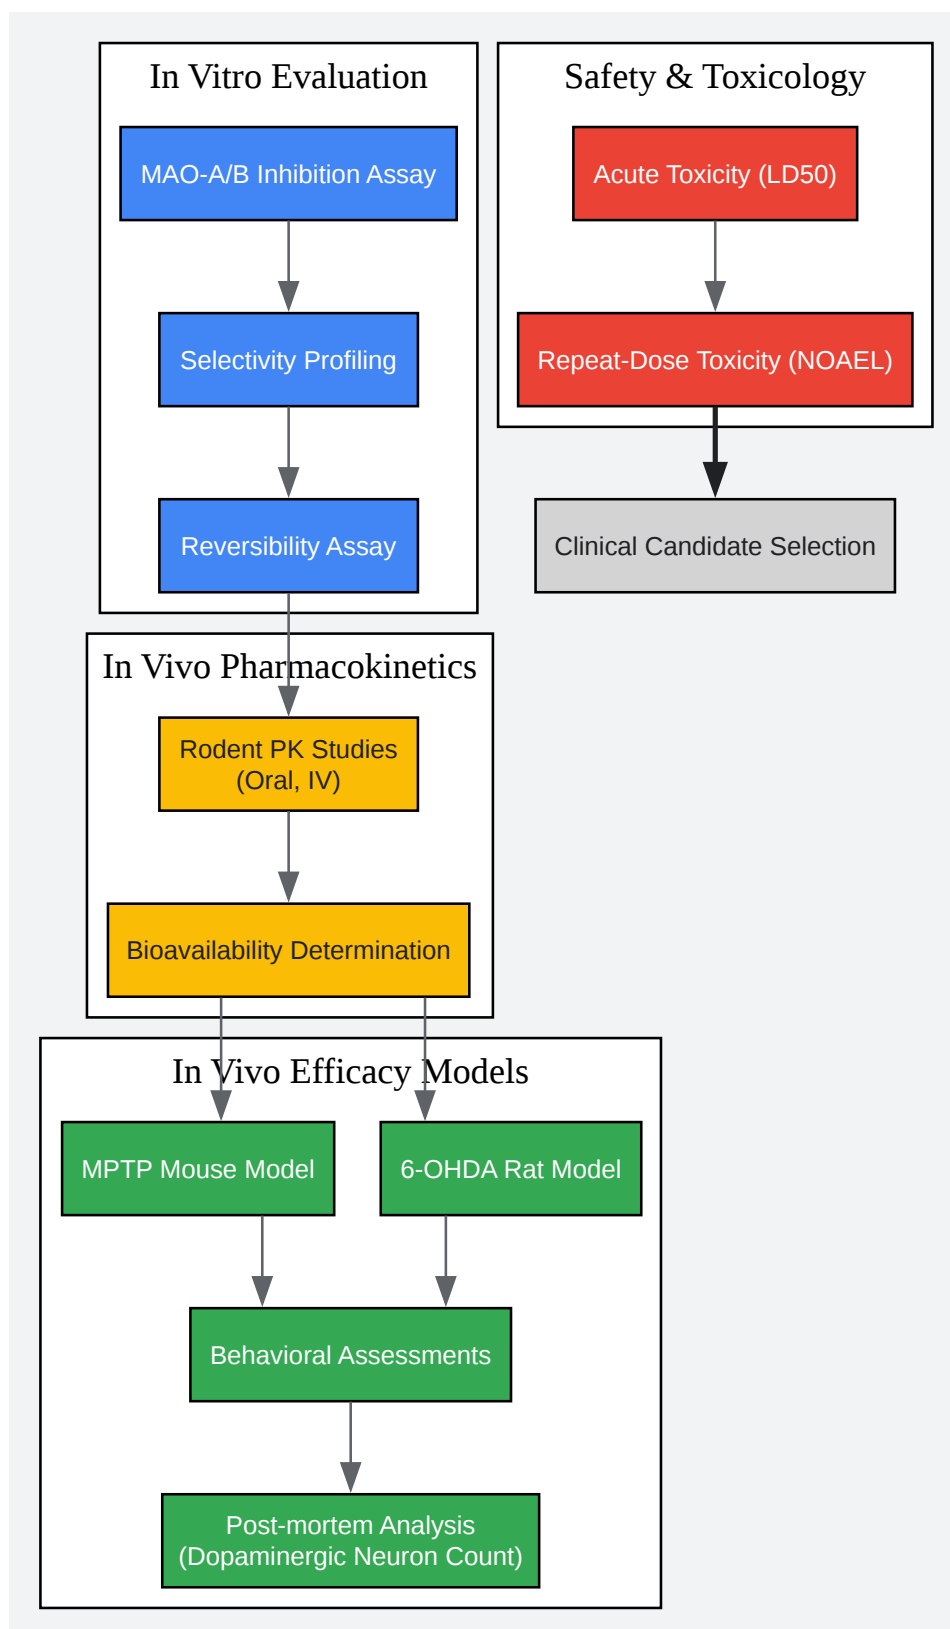 In Vitro Evaluation
MAO-A/B Inhibition Assay
Selectivity Profiling
Reversibility Assay
Safety & Toxicology
Acute Toxicity (LD50)
Repeat-Dose Toxicity (NOAEL)
Clinical Candidate Selection
In Vivo Pharmacokinetics
Rodent PK Studies
(Oral, IV)
Bioavailability Determination
In Vivo Efficacy Models
MPTP Mouse Model
6-OHDA Rat Model
Behavioral Assessments
Post-mortem Analysis
(Dopaminergic Neuron Count)